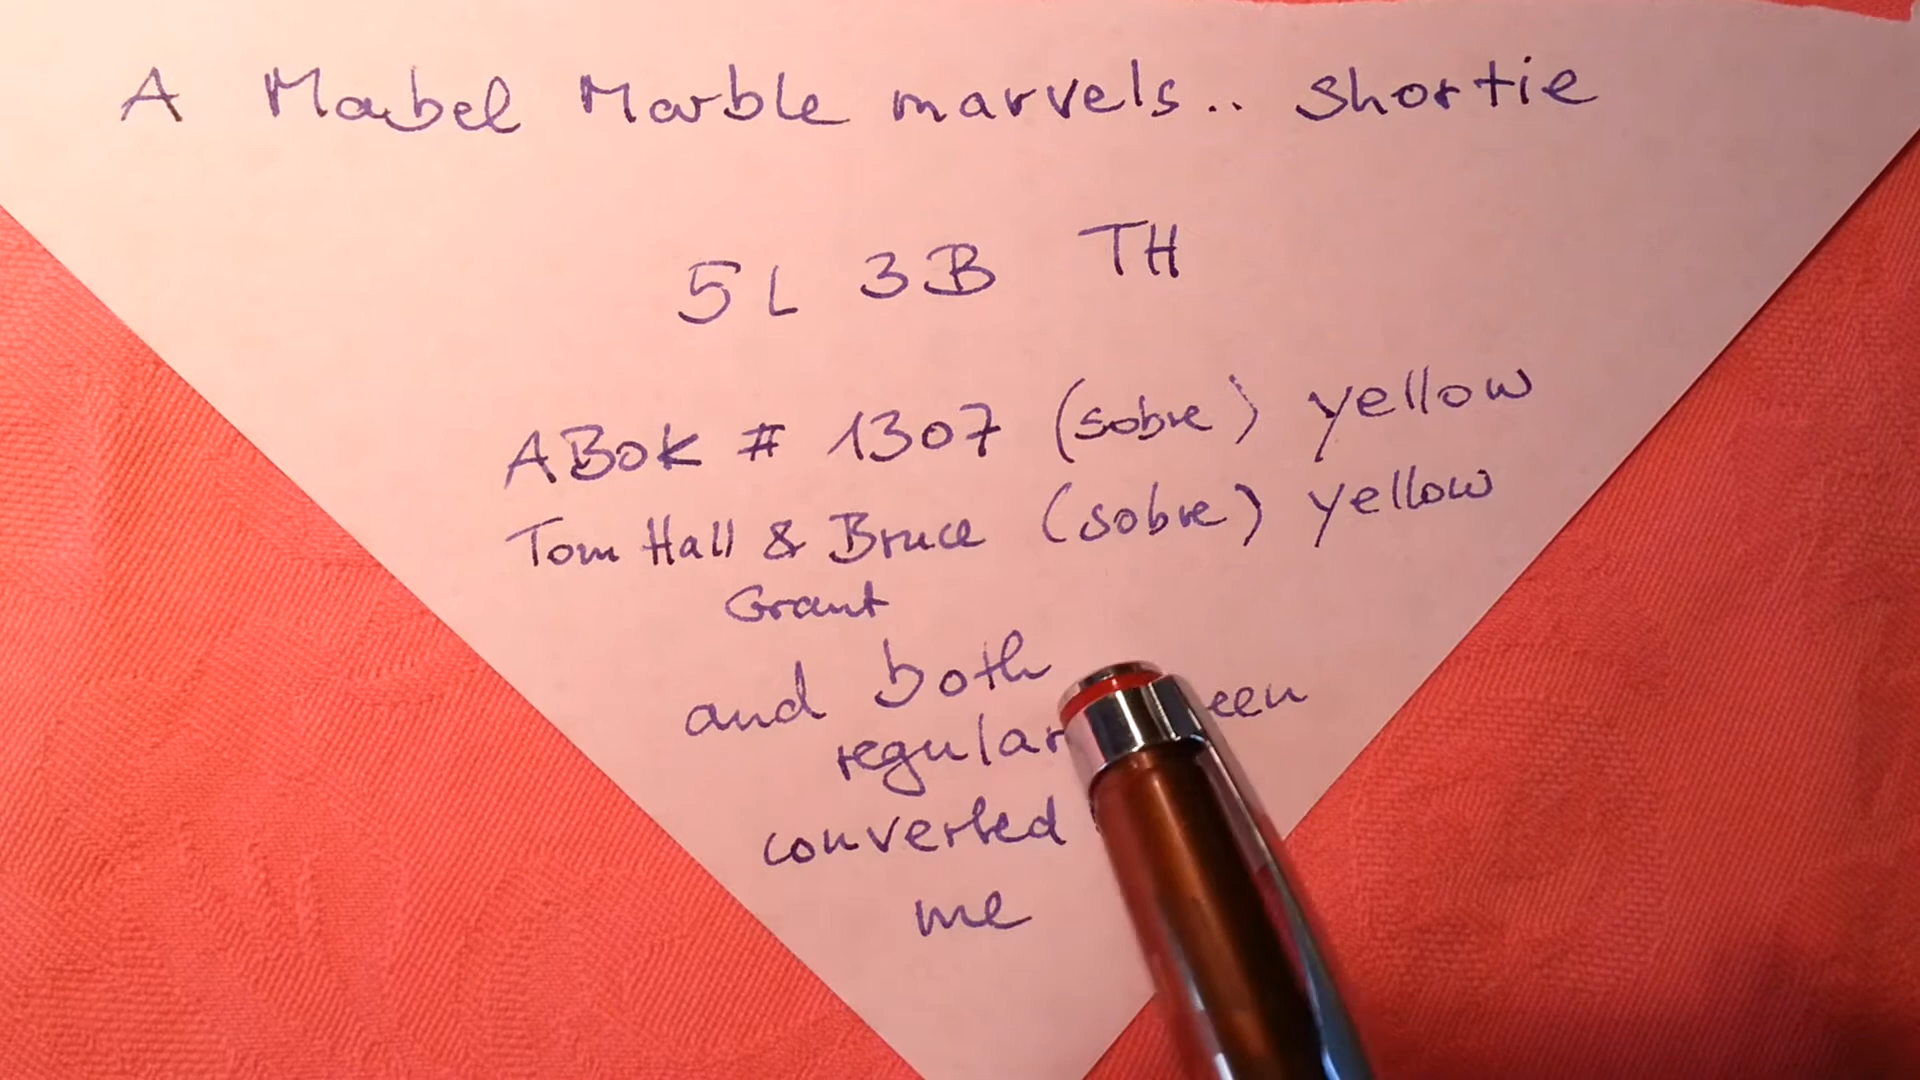 A Mabel Marble marvels.. shortie
5L 3B TH
ABOK # 1307 (sobre) yellow
Tom Hall & Bruce (sobre) yellow
Grant
and both
regular
converted
me